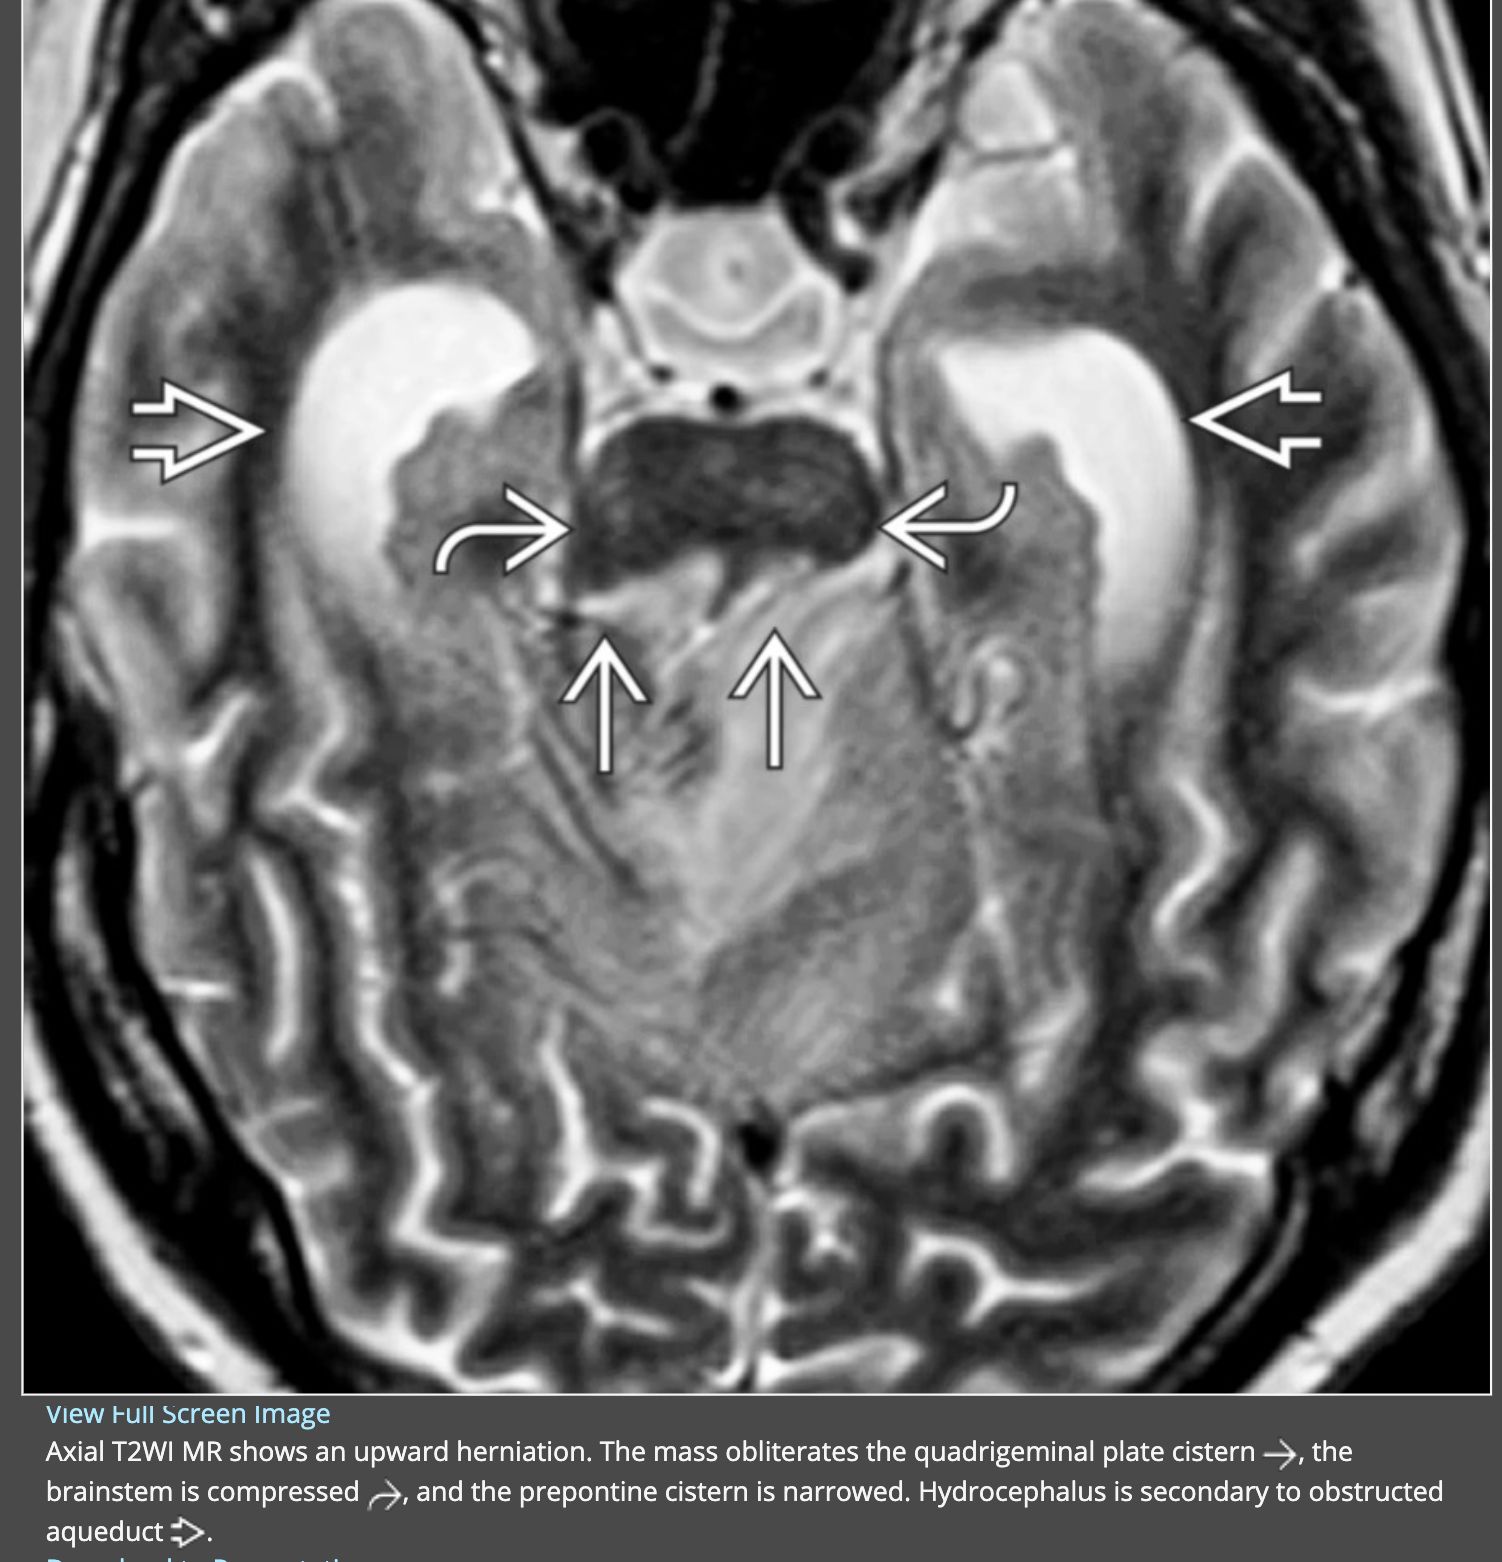 View Full Screen Image
Axial T2WI MR shows an upward herniation. The mass obliterates the quadrigeminal plate cistern →, the
brainstem is compressed ↷, and the prepontine cistern is narrowed. Hydrocephalus is secondary to obstructed
aqueduct ⇨.